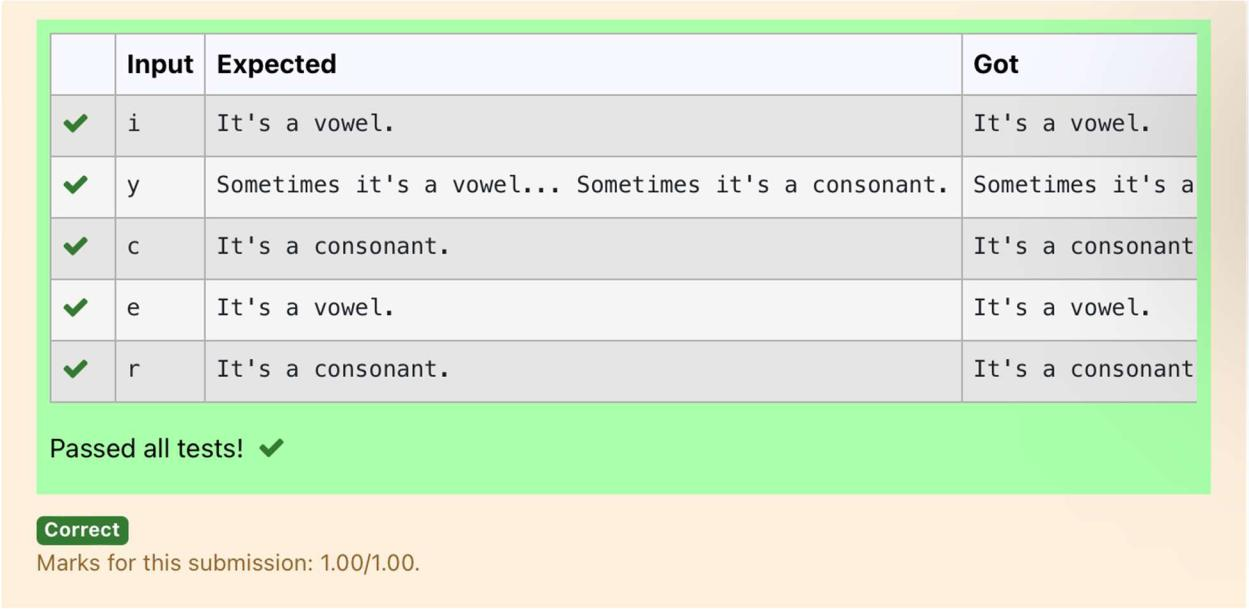 Input Expected Got
i It's a vowel. It's a vowel.
y Sometimes it's a vowel... Sometimes it's a consonant. Sometimes it's a
c It's a consonant. It's a consonant
e It's a vowel. It's a vowel.
r It's a consonant. It's a consonant
Passed all tests!
Correct
Marks for this submission: 1.00/1.00.